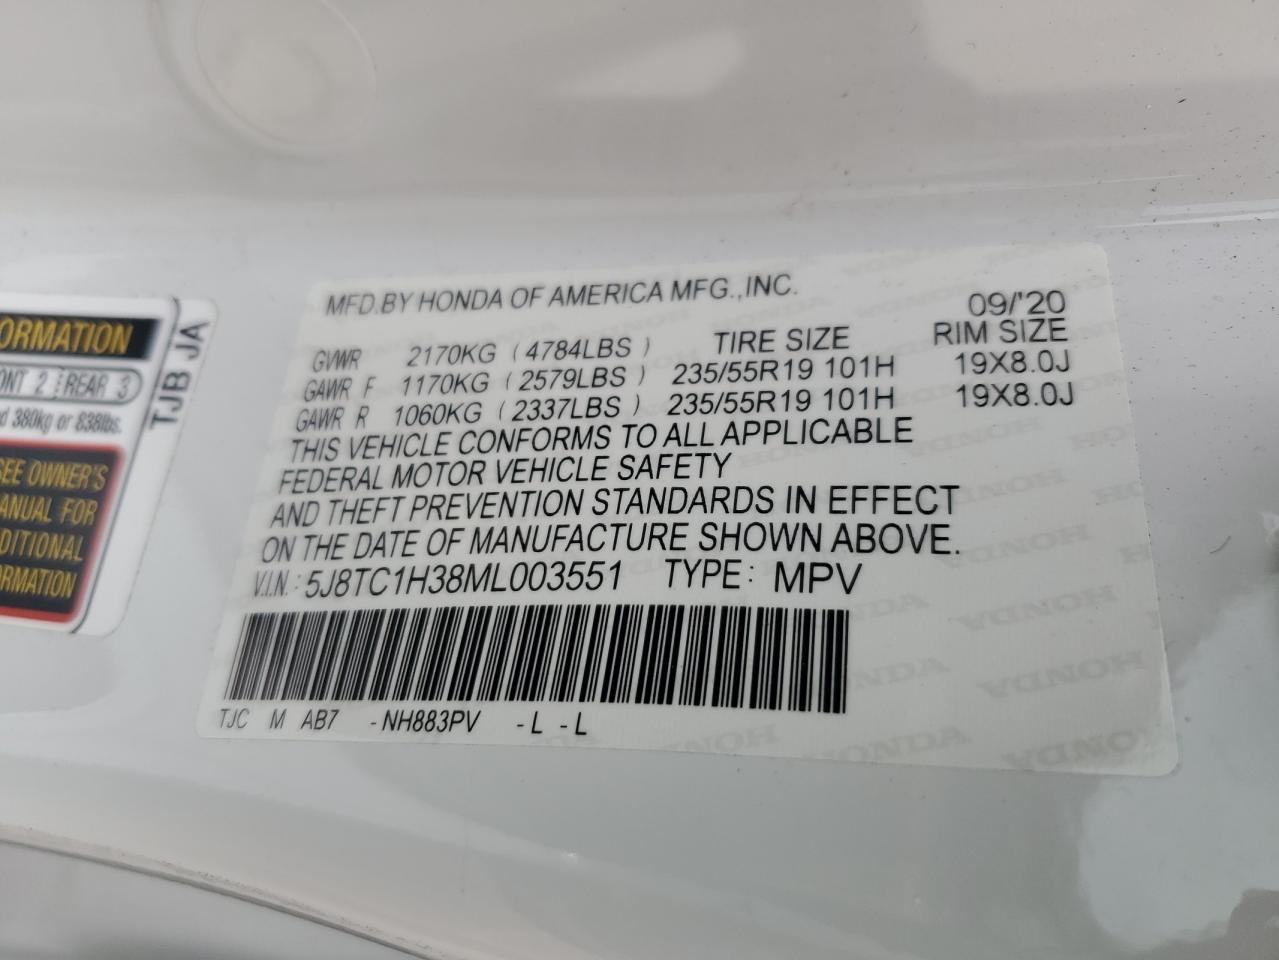 ORMATION
ONT 2 REAR 3
380kg or 838lbs.
SEE OWNER'S
ANUAL FOR
DITIONAL
ORMATION
TJB JA
MFD.BY HONDA OF AMERICA MFG.,INC.
09/'20
GVWR 2170KG (4784LBS) TIRE SIZE RIM SIZE
GAWR F 1170KG (2579LBS) 235/55R19 101H 19X8.0J
GAWR R 1060KG (2337LBS) 235/55R19 101H 19X8.0J
THIS VEHICLE CONFORMS TO ALL APPLICABLE
FEDERAL MOTOR VEHICLE SAFETY
AND THEFT PREVENTION STANDARDS IN EFFECT
ON THE DATE OF MANUFACTURE SHOWN ABOVE.
V.I.N.: 5J8TC1H38ML003551 TYPE: MPV
TJC M AB7 -NH883PV -L -L